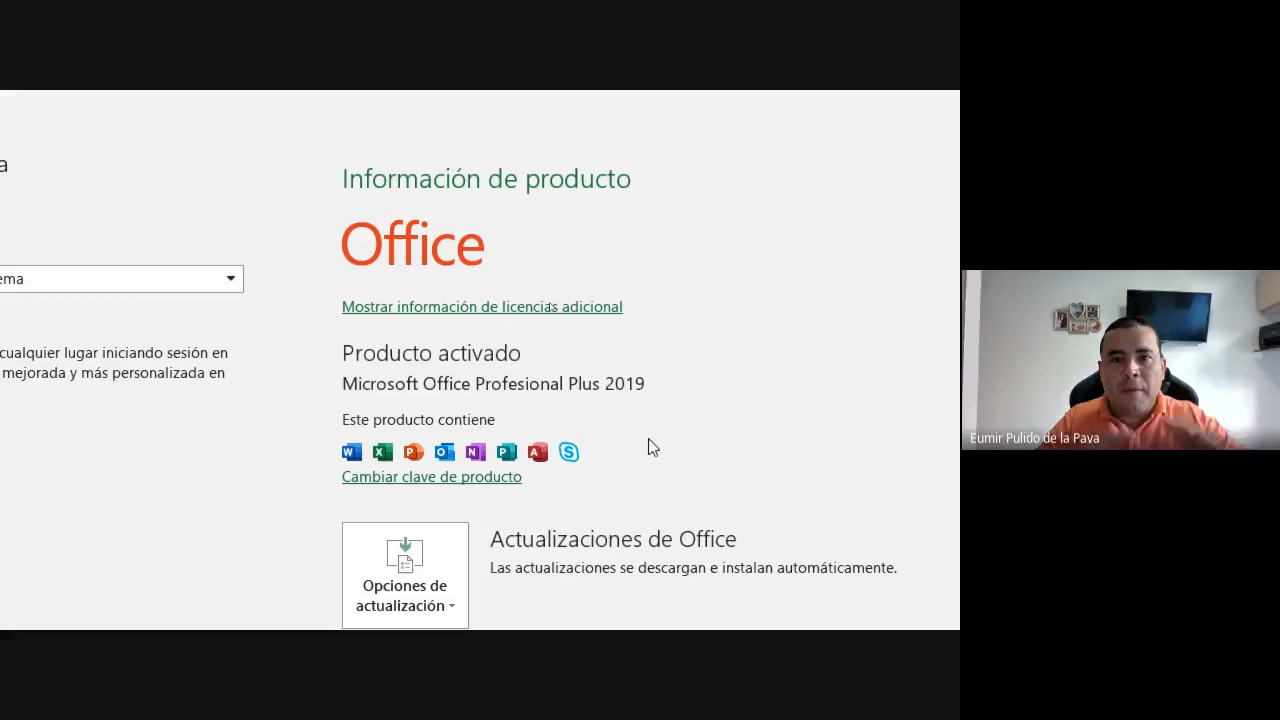 a
Información de producto
Office
ema
Mostrar información de licencias adicional
cualquier lugar iniciando sesión en
mejorada y más personalizada en
Producto activado
Microsoft Office Profesional Plus 2019
Este producto contiene
W X P O N P A S
Cambiar clave de producto
Opciones de
actualización
Actualizaciones de Office
Las actualizaciones se descargan e instalan automáticamente.
Eumir Pulido de la Pava